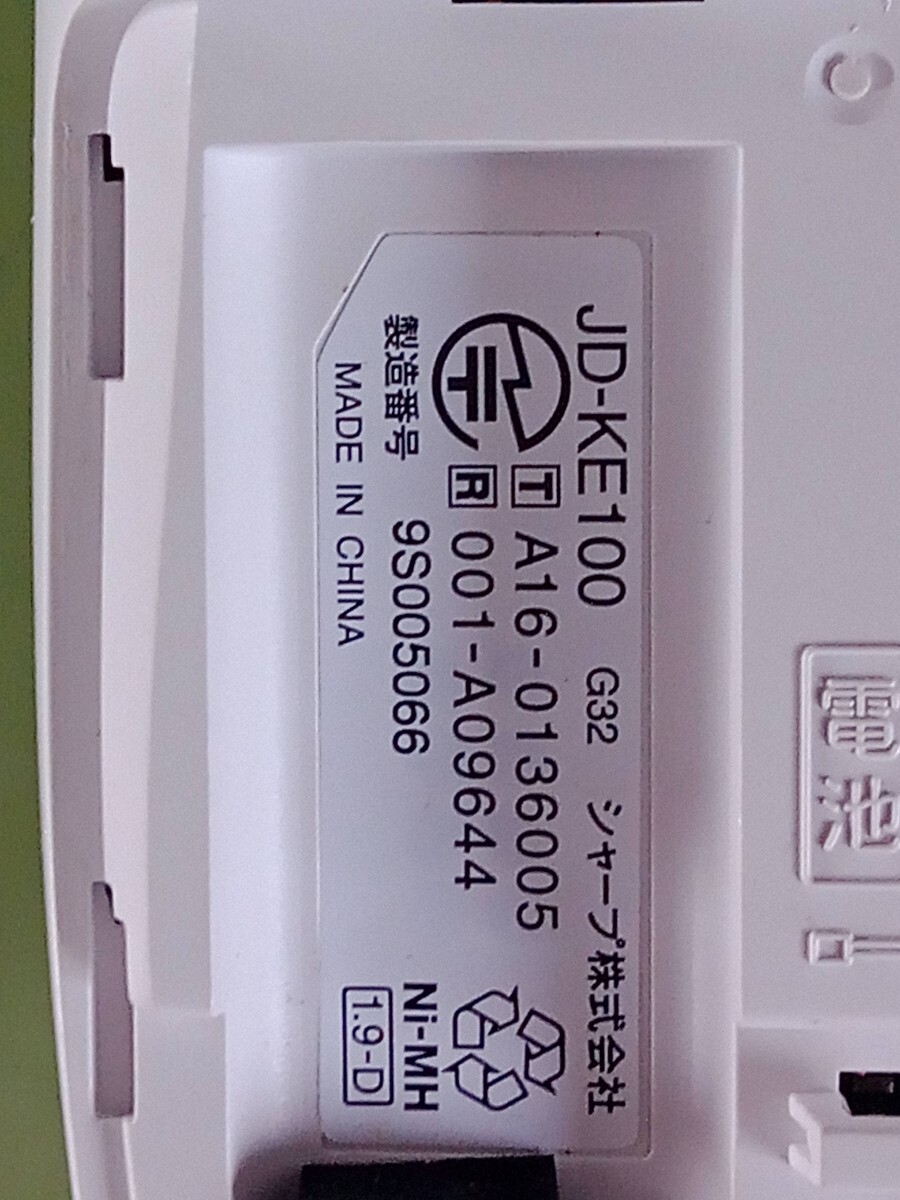 JD-KE100 G32 シャープ株式会社
T A16-0136005
R 001-A09644
製造番号 9S005066
MADE IN CHINA
Ni-MH
1.9-D
電池